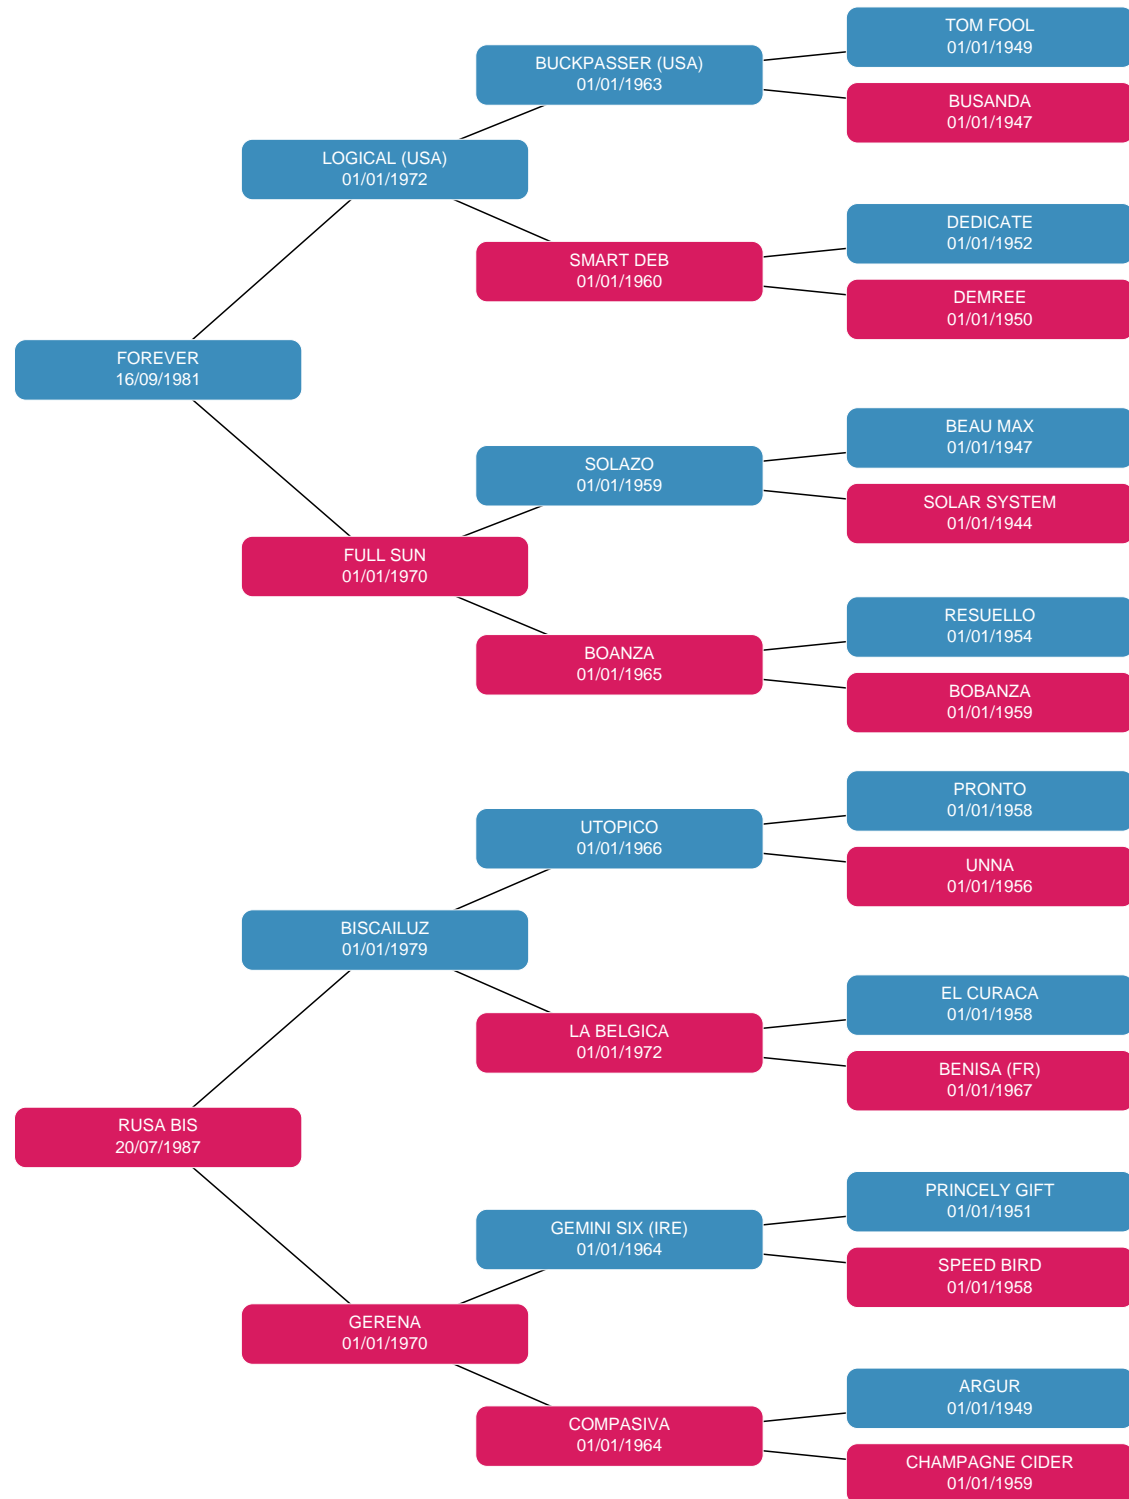 TOM FOOL
01/01/1949
BUCKPASSER (USA)
01/01/1963
BUSANDA
01/01/1947
LOGICAL (USA)
01/01/1972
DEDICATE
01/01/1952
SMART DEB
01/01/1960
DEMREE
01/01/1950
FOREVER
16/09/1981
BEAU MAX
01/01/1947
SOLAZO
01/01/1959
SOLAR SYSTEM
01/01/1944
FULL SUN
01/01/1970
RESUELLO
01/01/1954
BOANZA
01/01/1965
BOBANZA
01/01/1959
PRONTO
01/01/1958
UTOPICO
01/01/1966
UNNA
01/01/1956
BISCAILUZ
01/01/1979
EL CURACA
01/01/1958
LA BELGICA
01/01/1972
BENISA (FR)
01/01/1967
RUSA BIS
20/07/1987
PRINCELY GIFT
01/01/1951
GEMINI SIX (IRE)
01/01/1964
SPEED BIRD
01/01/1958
GERENA
01/01/1970
ARGUR
01/01/1949
COMPASIVA
01/01/1964
CHAMPAGNE CIDER
01/01/1959